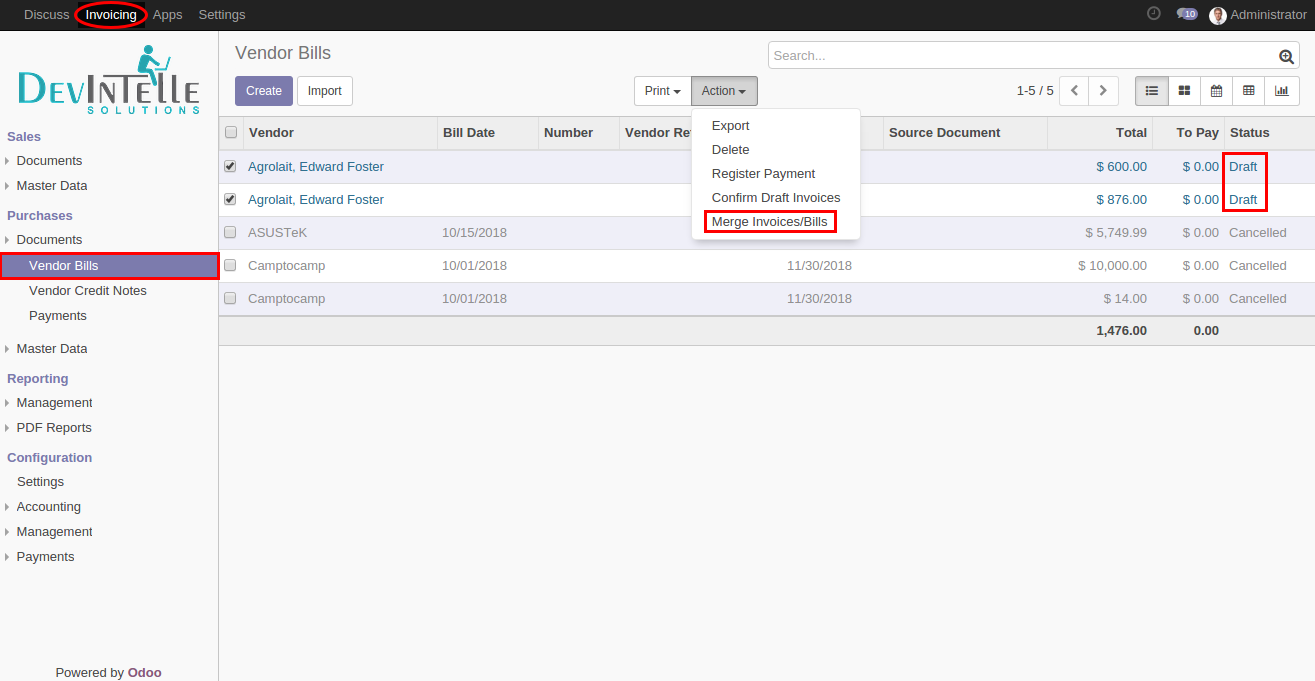 Discuss Invoicing Apps Settings 10 Administrator
DEVINTELLE
SOLUTIONS
Sales
Documents
Master Data
Purchases
Documents
Vendor Bills
Vendor Credit Notes
Payments
Master Data
Reporting
Management
PDF Reports
Configuration
Settings
Accounting
Management
Payments
Powered by Odoo
Vendor Bills
Search...
Create Import Print Action 1-5 / 5
Export
Delete
Register Payment
Confirm Draft Invoices
Merge Invoices/Bills
Vendor Bill Date Number Vendor Source Document Total To Pay Status
Agrolait, Edward Foster $ 600.00 $ 0.00 Draft
Agrolait, Edward Foster $ 876.00 $ 0.00 Draft
ASUSTeK 10/15/2018 $ 5,749.99 $ 0.00 Cancelled
Camptocamp 10/01/2018 11/30/2018 $ 10,000.00 $ 0.00 Cancelled
Camptocamp 10/01/2018 11/30/2018 $ 14.00 $ 0.00 Cancelled
1,476.00 0.00